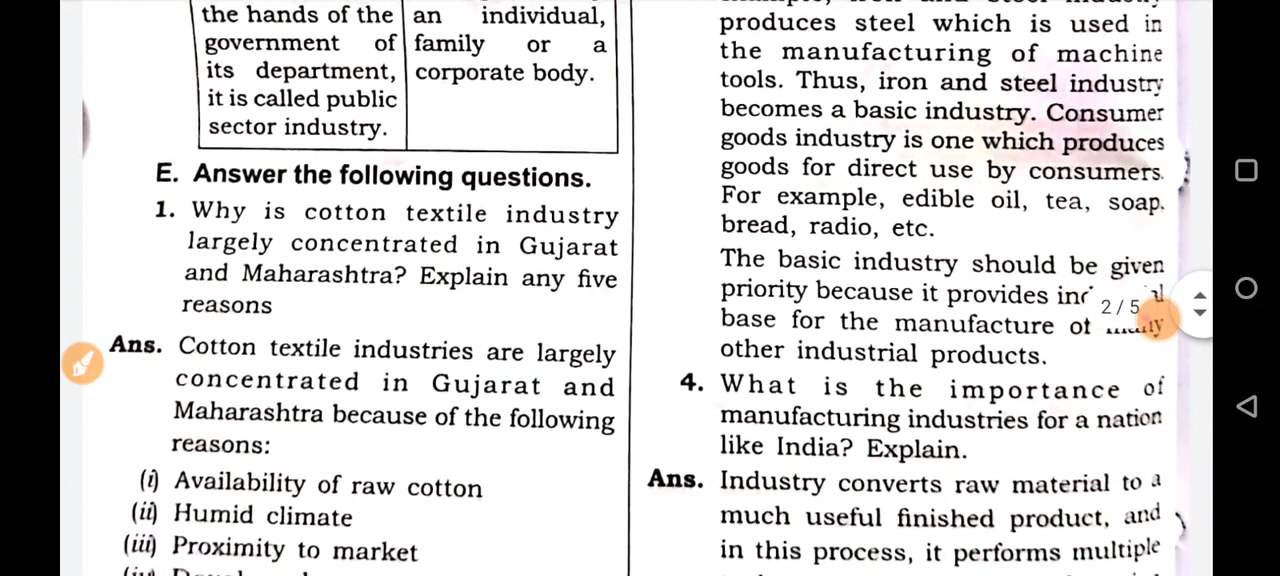 the hands of the
government of
its department,
it is called public
sector industry.
an individual,
family or a
corporate body.
E. Answer the following questions.
1. Why is cotton textile industry
largely concentrated in Gujarat
and Maharashtra? Explain any five
reasons
Ans. Cotton textile industries are largely
concentrated in Gujarat and
Maharashtra because of the following
reasons:
(i) Availability of raw cotton
(ii) Humid climate
(iii) Proximity to market
produces steel which is used in
the manufacturing of machine
tools. Thus, iron and steel industry
becomes a basic industry. Consumer
goods industry is one which produces
goods for direct use by consumers.
For example, edible oil, tea, soap,
bread, radio, etc.
The basic industry should be given
priority because it provides
base for the manufacture of
other industrial products.
4. What is the importance of
manufacturing industries for a nation
like India? Explain.
Ans. Industry converts raw material to a
much useful finished product, and
in this process, it performs multiple
2/5